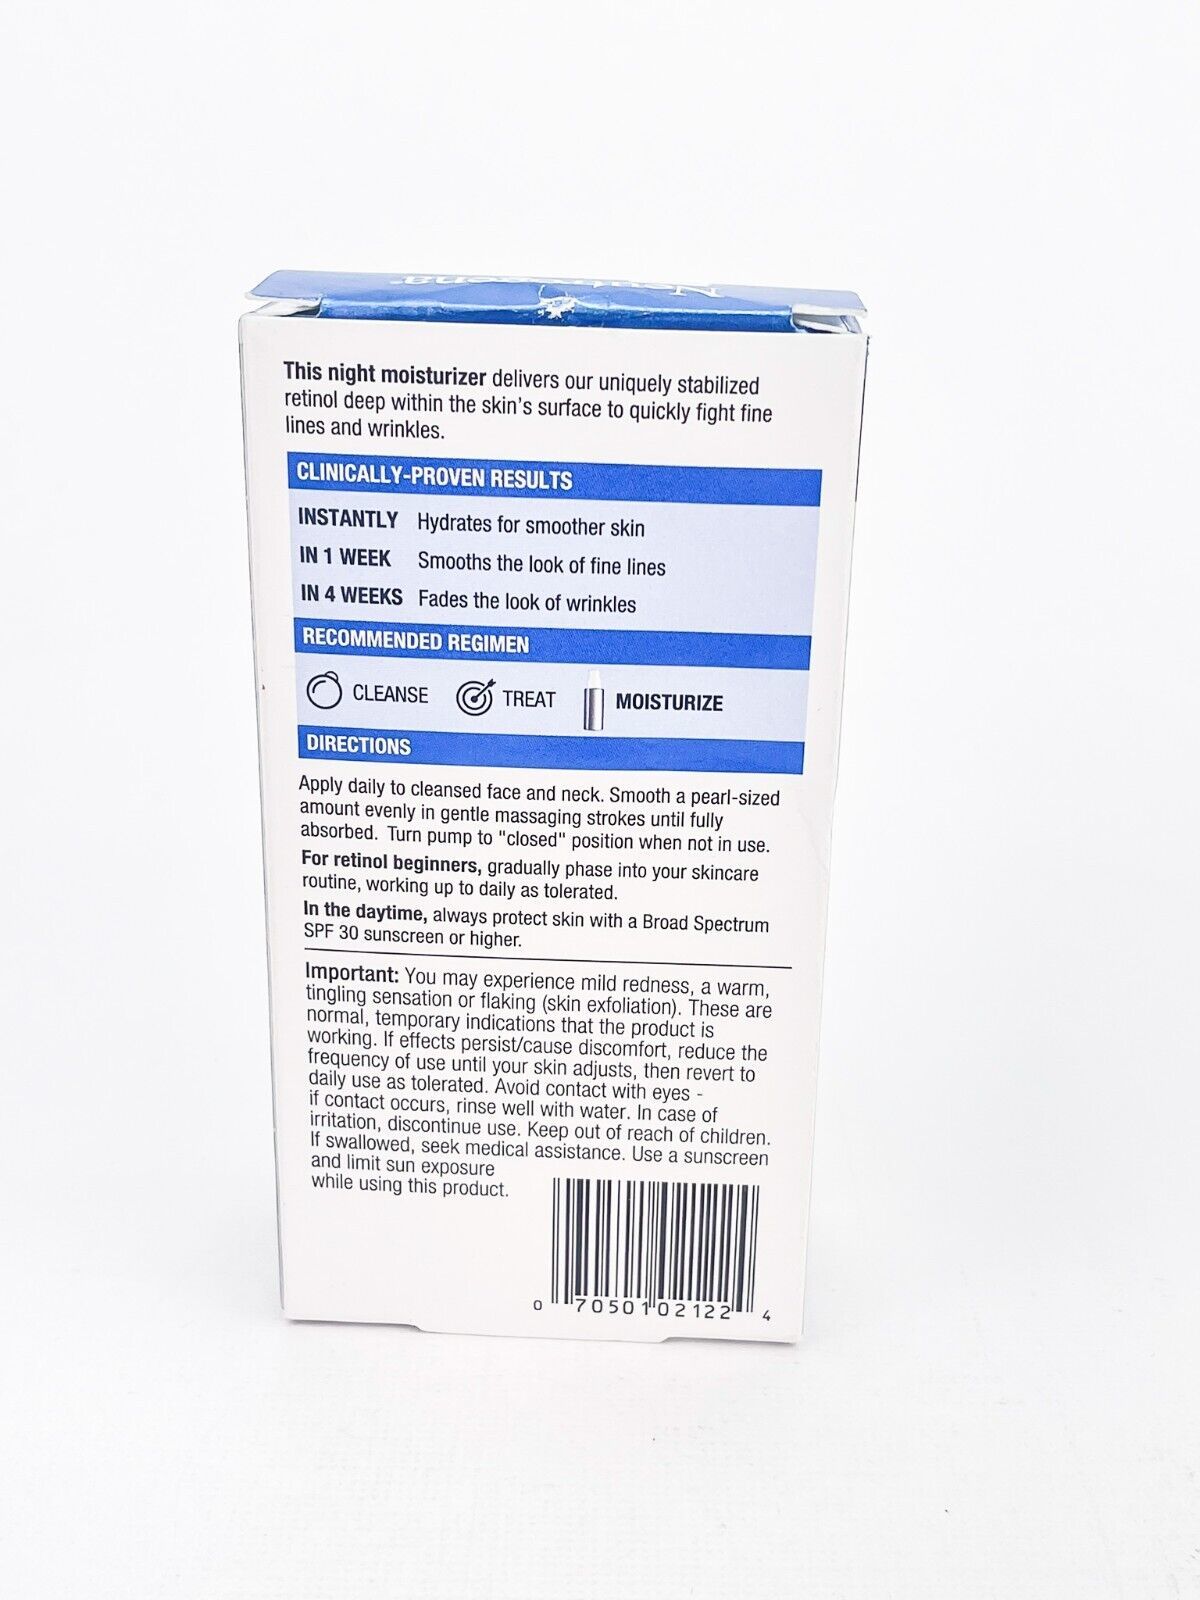 Neutrogena®
This night moisturizer delivers our uniquely stabilized
retinol deep within the skin's surface to quickly fight fine
lines and wrinkles.
CLINICALLY-PROVEN RESULTS
INSTANTLY Hydrates for smoother skin
IN 1 WEEK Smooths the look of fine lines
IN 4 WEEKS Fades the look of wrinkles
RECOMMENDED REGIMEN
CLEANSE TREAT MOISTURIZE
DIRECTIONS
Apply daily to cleansed face and neck. Smooth a pearl-sized
amount evenly in gentle massaging strokes until fully
absorbed. Turn pump to "closed" position when not in use.
For retinol beginners, gradually phase into your skincare
routine, working up to daily as tolerated.
In the daytime, always protect skin with a Broad Spectrum
SPF 30 sunscreen or higher.
Important: You may experience mild redness, a warm,
tingling sensation or flaking (skin exfoliation). These are
normal, temporary indications that the product is
working. If effects persist/cause discomfort, reduce the
frequency of use until your skin adjusts, then revert to
daily use as tolerated. Avoid contact with eyes -
if contact occurs, rinse well with water. In case of
irritation, discontinue use. Keep out of reach of children.
If swallowed, seek medical assistance. Use a sunscreen
and limit sun exposure
while using this product.
0 70501 02122 4